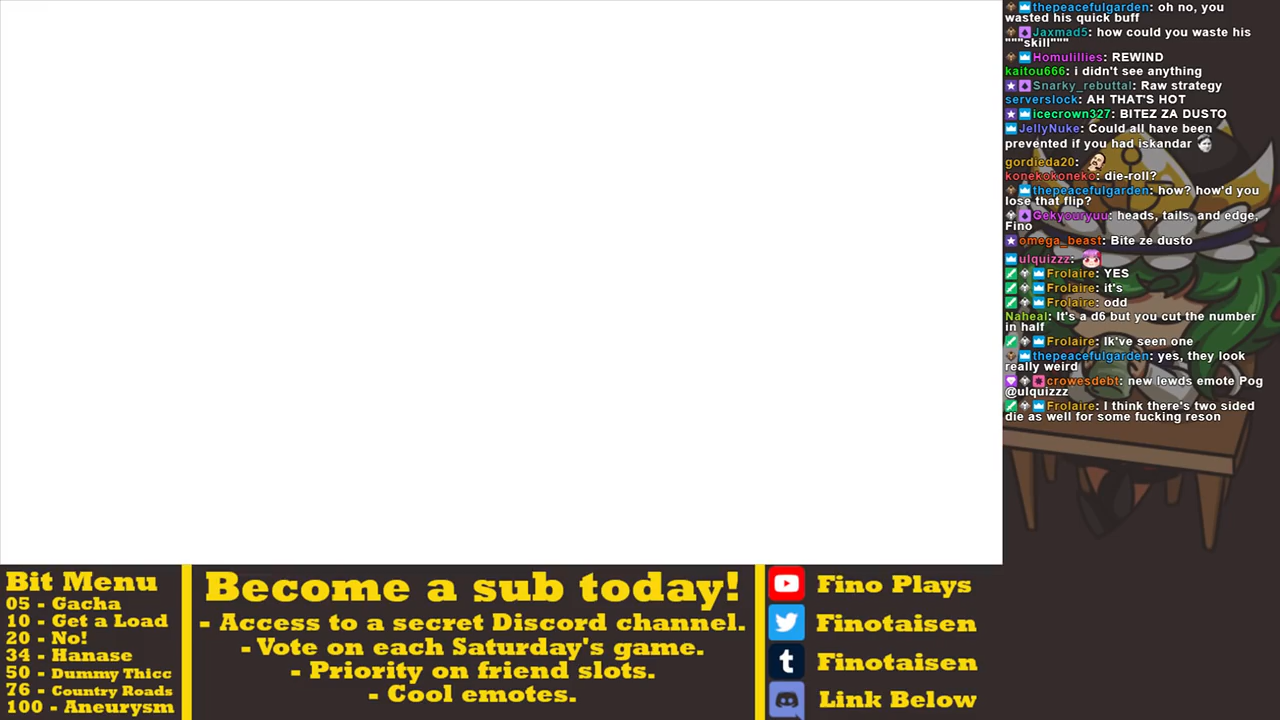 thepeacefulgarden: oh no, you
wasted his quick buff
Jaxmad5: how could you waste his
"""skill"""
Homulillies: REWIND
kaitou666: i didn't see anything
Snarky_rebuttal: Raw strategy
serverslock: AH THAT'S HOT
icecrown327: BITEZ ZA DUSTO
JellyNuke: Could all have been
prevented if you had iskandar
gordieda20:
konekokoneko: die-roll?
thepeacefulgarden: how? how'd you
lose that flip?
Gekyouryuu: heads, tails, and edge,
Fino
omega_beast: Bite ze dusto
ulquizzz:
Frolaire: YES
Frolaire: it's
Frolaire: odd
Naheal: It's a d6 but you cut the number
in half
Frolaire: Ik've seen one
thepeacefulgarden: yes, they look
really weird
crowesdebt: new lewds emote Pog
@ulquizzz
Frolaire: I think there's two sided
die as well for some fucking reson
Bit Menu
05 - Gacha
10 - Get a Load
20 - No!
34 - Hanase
50 - Dummy Thicc
76 - Country Roads
100 - Aneurysm
Become a sub today!
- Access to a secret Discord channel.
- Vote on each Saturday's game.
- Priority on friend slots.
- Cool emotes.
Fino Plays
Finotaisen
Finotaisen
Link Below